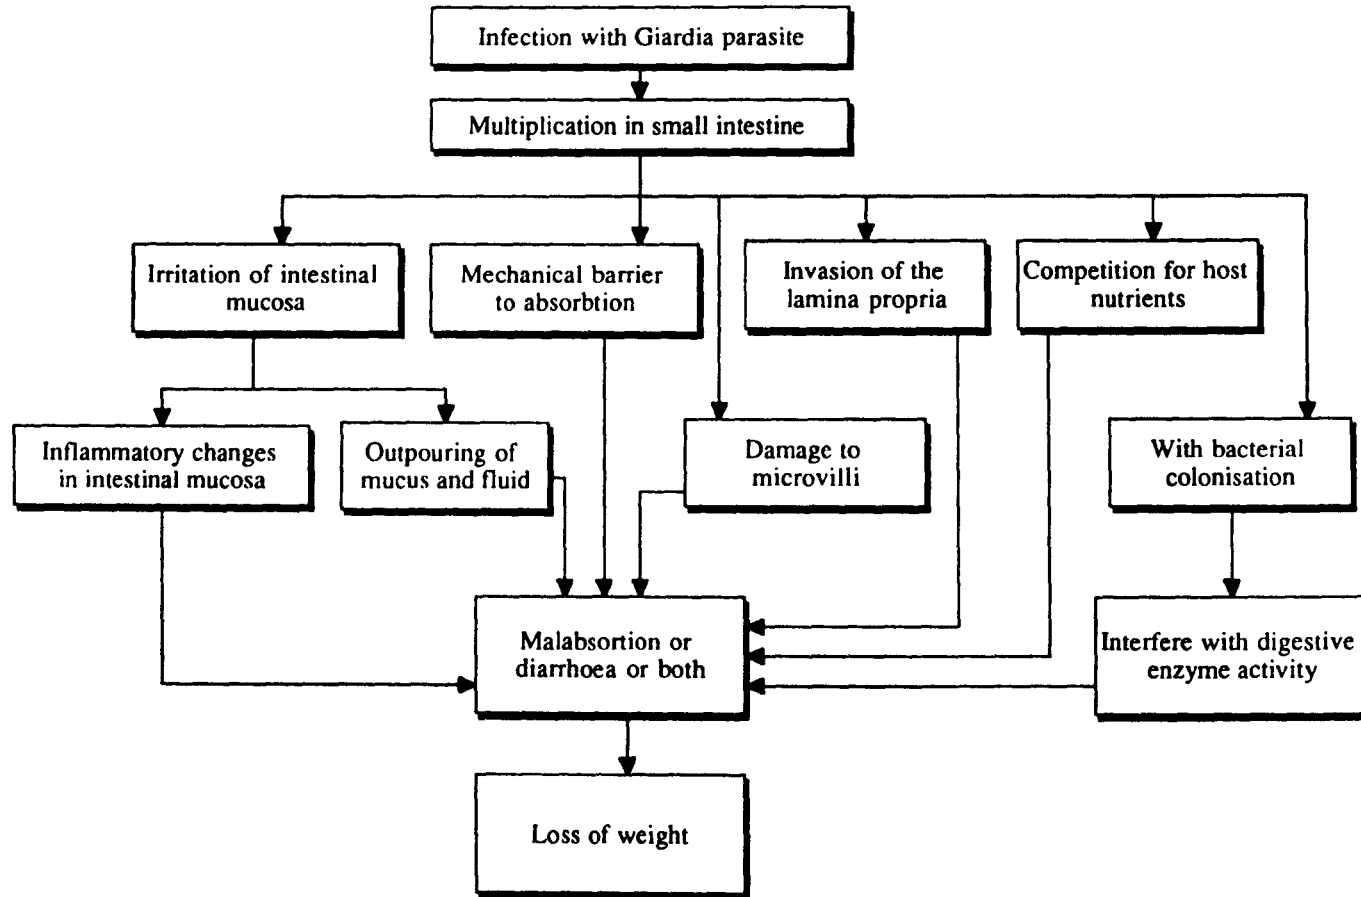 Infection with Giardia parasite
Multiplication in small intestine
Irritation of intestinal
mucosa
Mechanical barrier
to absorbtion
Invasion of the
lamina propria
Competition for host
nutrients
Inflammatory changes
in intestinal mucosa
Outpouring of
mucus and fluid
Damage to
microvilli
With bacterial
colonisation
Malabsortion or
diarrhoea or both
Interfere with digestive
enzyme activity
Loss of weight